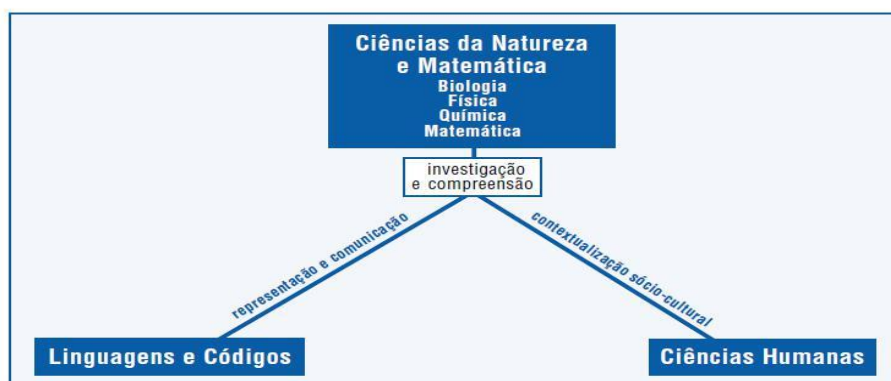 Ciências da Natureza
e Matemática
Biologia
Física
Química
Matemática
investigação
e compreensão
representação e comunicação
contextualização sócio-cultural
Linguagens e Códigos
Ciências Humanas